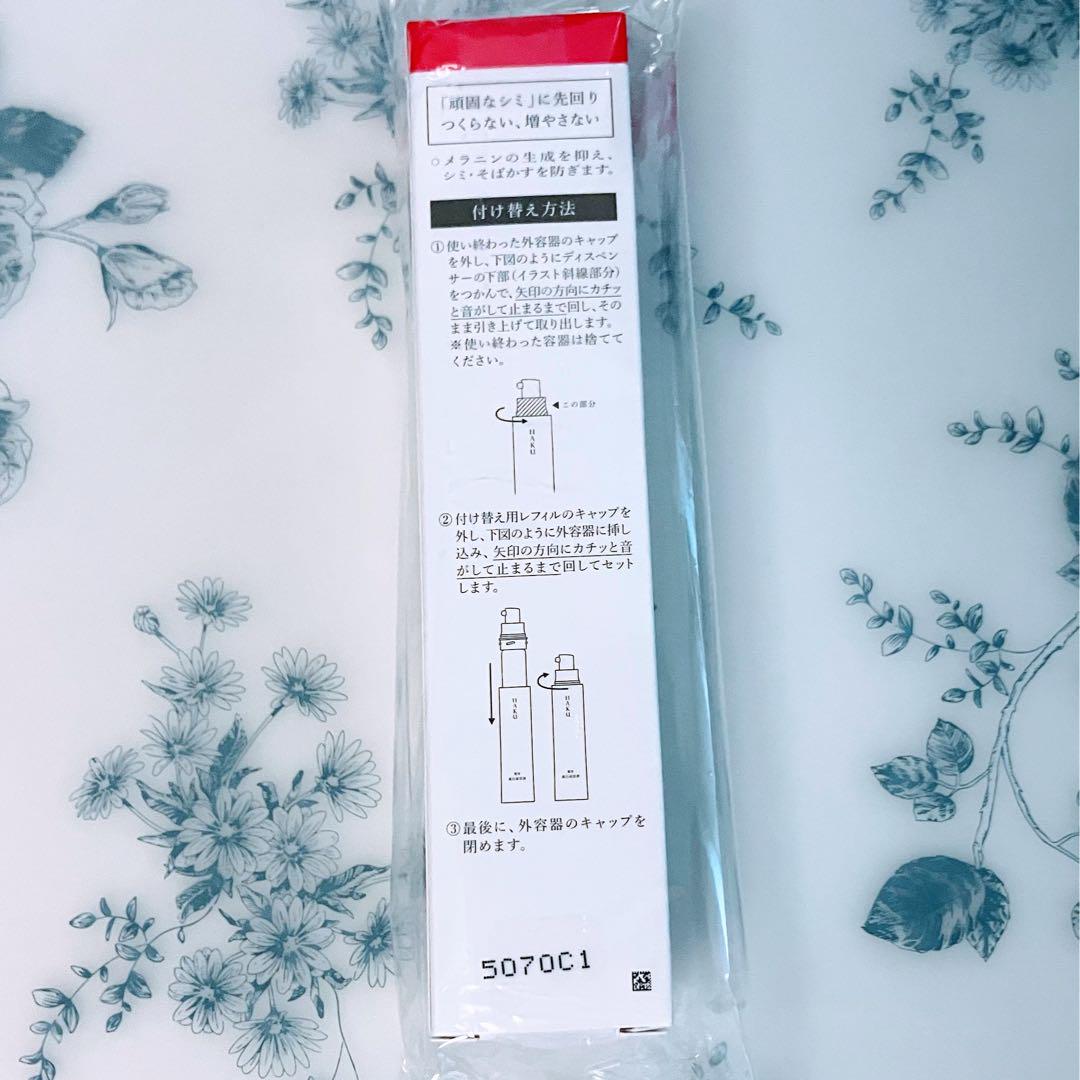 「頑固なシミ」に先回り
つくらない、増やさない
○メラニンの生成を抑え、
シミ・そばかすを防ぎます。
付け替え方法
①使い終わった外容器のキャップ
を外し、下図のようにディスペン
サーの下部(イラスト斜線部分)
をつかんで、矢印の方向にカチッ
と音がして止まるまで回し、その
まま引き上げて取り出します。
※使い終わった容器は捨てて
ください。
◀この部分
HAKU
②付け替え用レフィルのキャップを
外し、下図のように外容器に挿し
込み、矢印の方向にカチッと音
がして止まるまで回してセット
します。
HAKU
HAKU
③最後に、外容器のキャップを
閉めます。
5070C1